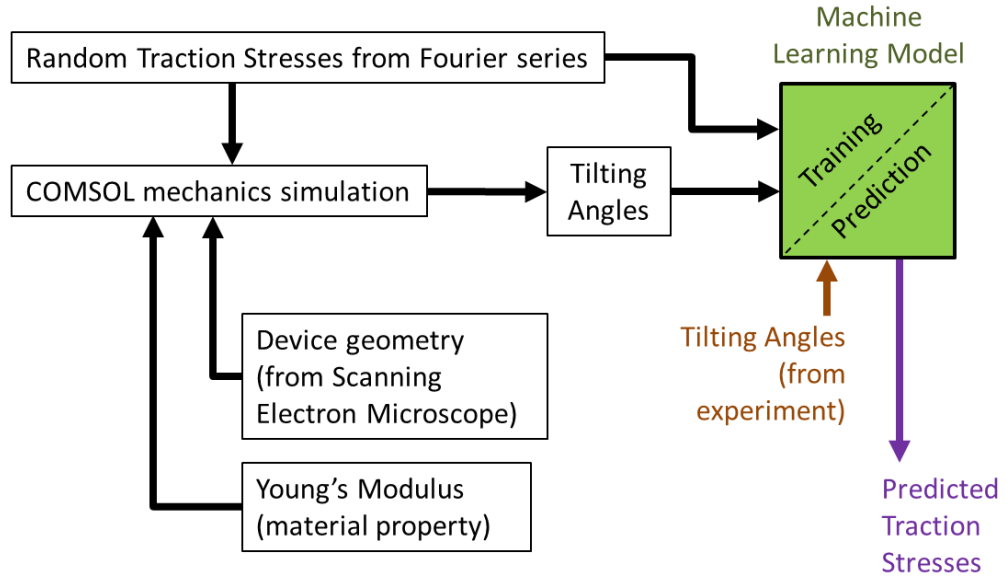 Machine
Learning Model
Random Traction Stresses from Fourier series
Training
Prediction
COMSOL mechanics simulation
Tilting
Angles
Device geometry
(from Scanning
Electron Microscope)
Tilting Angles
(from
experiment)
Young’s Modulus
(material property)
Predicted
Traction
Stresses